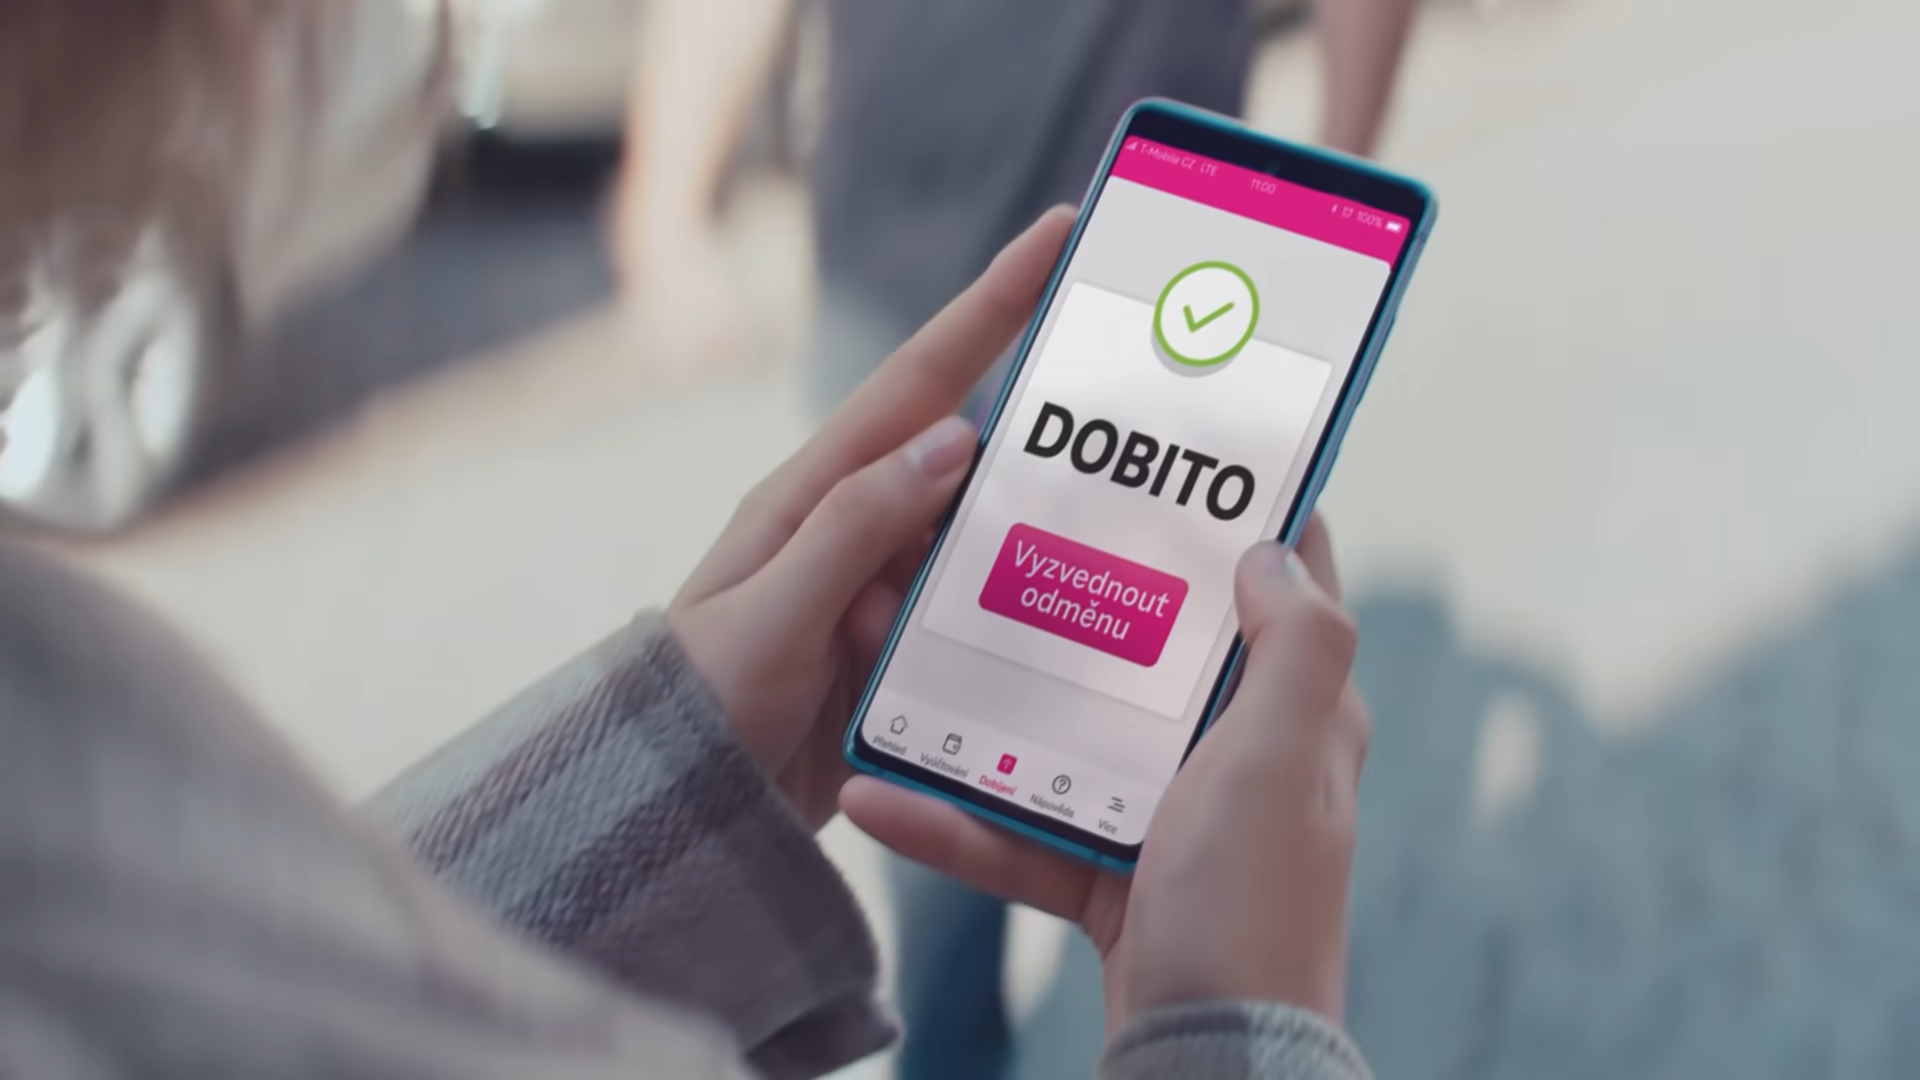 T-Mobile CZ LTE
11:00
100%
DOBITO
Vyzvednout
odměnu
Přehled
Vyúčtování
Dobíjení
Nápověda
Více